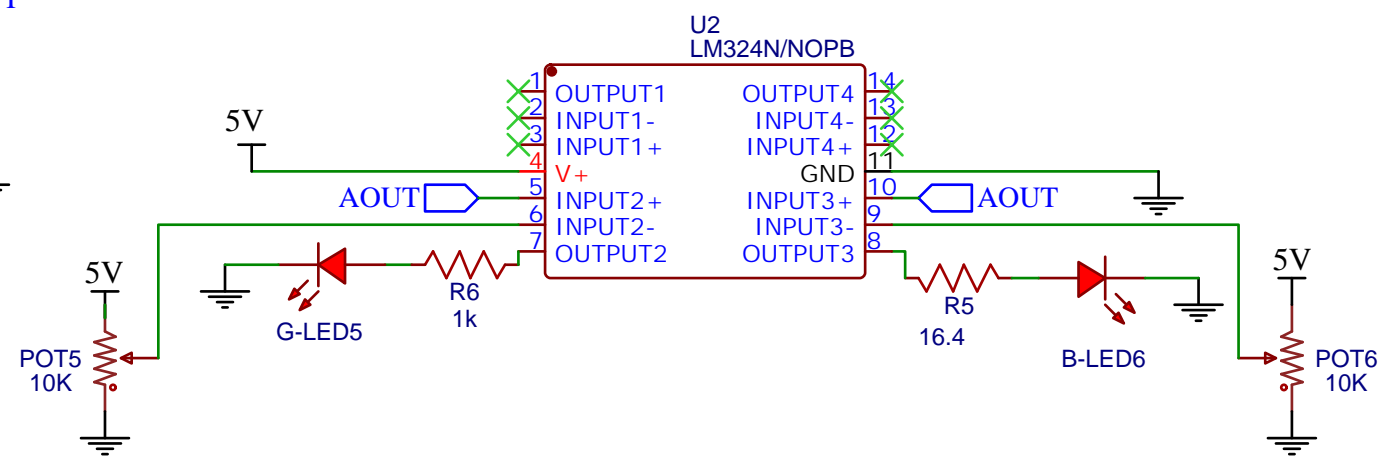 U2
LM324N/NOPB
1
OUTPUT1
OUTPUT4
14
2
INPUT1-
INPUT4-
13
5V
3
INPUT1+
INPUT4+
12
4
V+
GND
11
AOUT
5
INPUT2+
INPUT3+
10
AOUT
6
INPUT2-
INPUT3-
9
7
OUTPUT2
OUTPUT3
8
5V
R6
1k
G-LED5
POT5
10K
R5
16.4
B-LED6
5V
POT6
10K